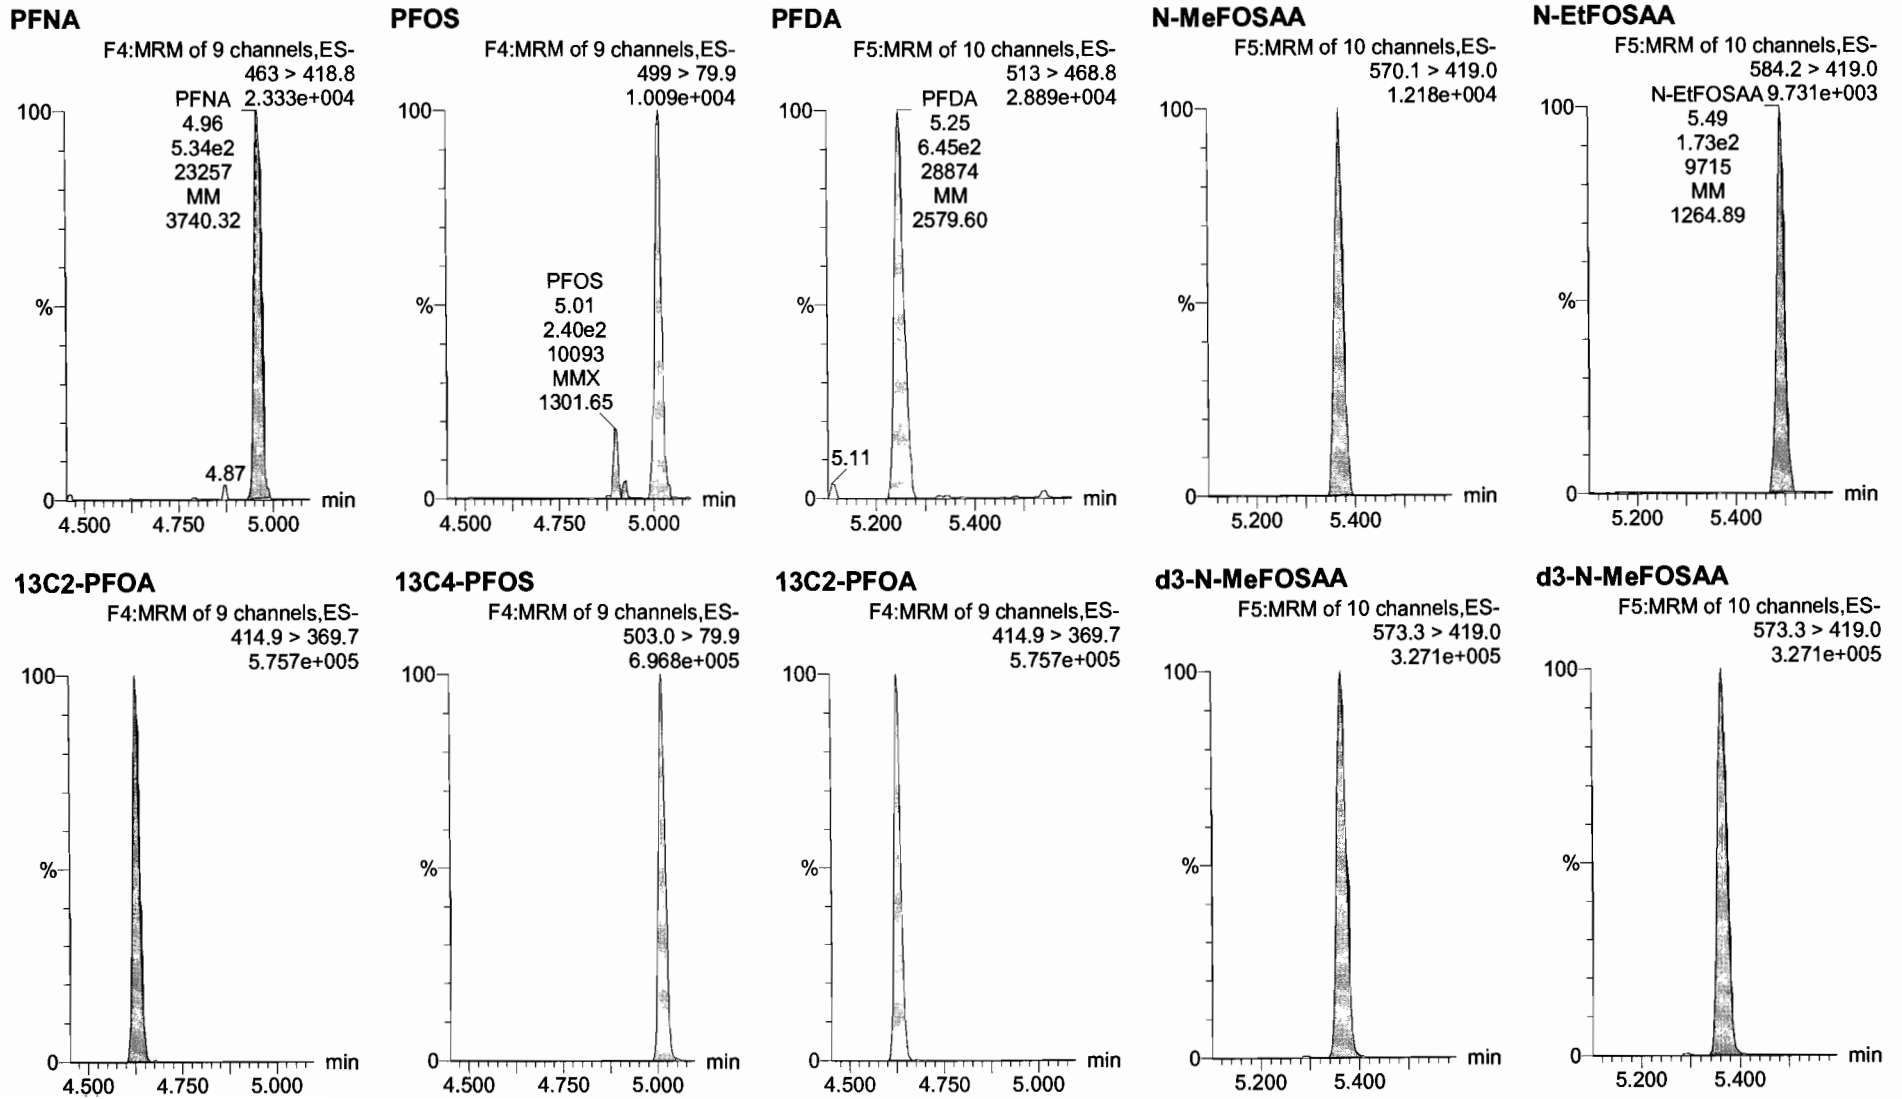 PFNA
F4:MRM of 9 channels,ES-
463 > 418.8
PFNA 2.333e+004
4.96
5.34e2
23257
MM
3740.32
100
%
0
4.87
min
4.500 4.750 5.000
PFOS
F4:MRM of 9 channels,ES-
499 > 79.9
1.009e+004
100
PFOS
5.01
2.40e2
10093
MMX
1301.65
%
0
min
4.500 4.750 5.000
PFDA
F5:MRM of 10 channels,ES-
513 > 468.8
PFDA 2.889e+004
5.25
6.45e2
28874
MM
2579.60
100
%
5.11
0
min
5.200 5.400
N-MeFOSAA
F5:MRM of 10 channels,ES-
570.1 > 419.0
1.218e+004
100
%
0
min
5.200 5.400
N-EtFOSAA
F5:MRM of 10 channels,ES-
584.2 > 419.0
N-EtFOSAA 9.731e+003
5.49
1.73e2
9715
MM
1264.89
100
%
0
min
5.200 5.400
13C2-PFOA
F4:MRM of 9 channels,ES-
414.9 > 369.7
5.757e+005
100
%
0
min
4.500 4.750 5.000
13C4-PFOS
F4:MRM of 9 channels,ES-
503.0 > 79.9
6.968e+005
100
%
0
min
4.500 4.750 5.000
13C2-PFOA
F4:MRM of 9 channels,ES-
414.9 > 369.7
5.757e+005
100
%
0
min
4.500 4.750 5.000
d3-N-MeFOSAA
F5:MRM of 10 channels,ES-
573.3 > 419.0
3.271e+005
100
%
0
min
5.200 5.400
d3-N-MeFOSAA
F5:MRM of 10 channels,ES-
573.3 > 419.0
3.271e+005
100
%
0
min
5.200 5.400